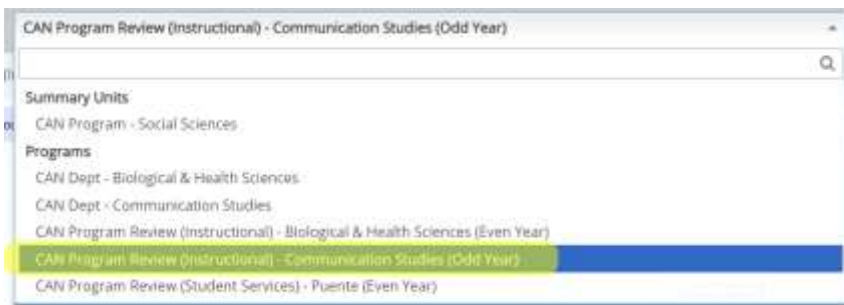 CAN Program Review (Instructional) - Communication Studies (Odd Year)
Summary Units
CAN Program - Social Sciences
Programs
CAN Dept - Biological & Health Sciences
CAN Dept - Communication Studies
CAN Program Review (Instructional) - Biological & Health Sciences (Even Year)
CAN Program Review (Instructional) - Communication Studies (Odd Year)
CAN Program Review (Student Services) - Puente (Even Year)